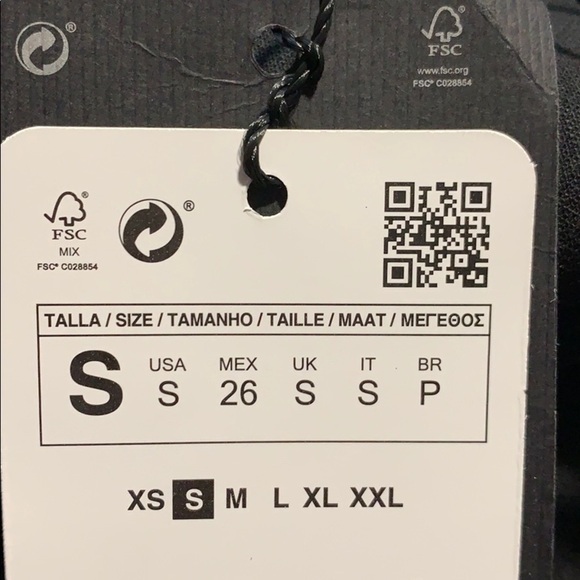 ®
FSC
www.fsc.org
FSC® C028854
®
FSC
MIX
FSC® C028854
®
TALLA / SIZE / TAMANHO / TAILLE / MAAT / ΜΕΓΕΘΟΣ
S USA MEX UK IT BR
S 26 S S P
XS S M L XL XXL